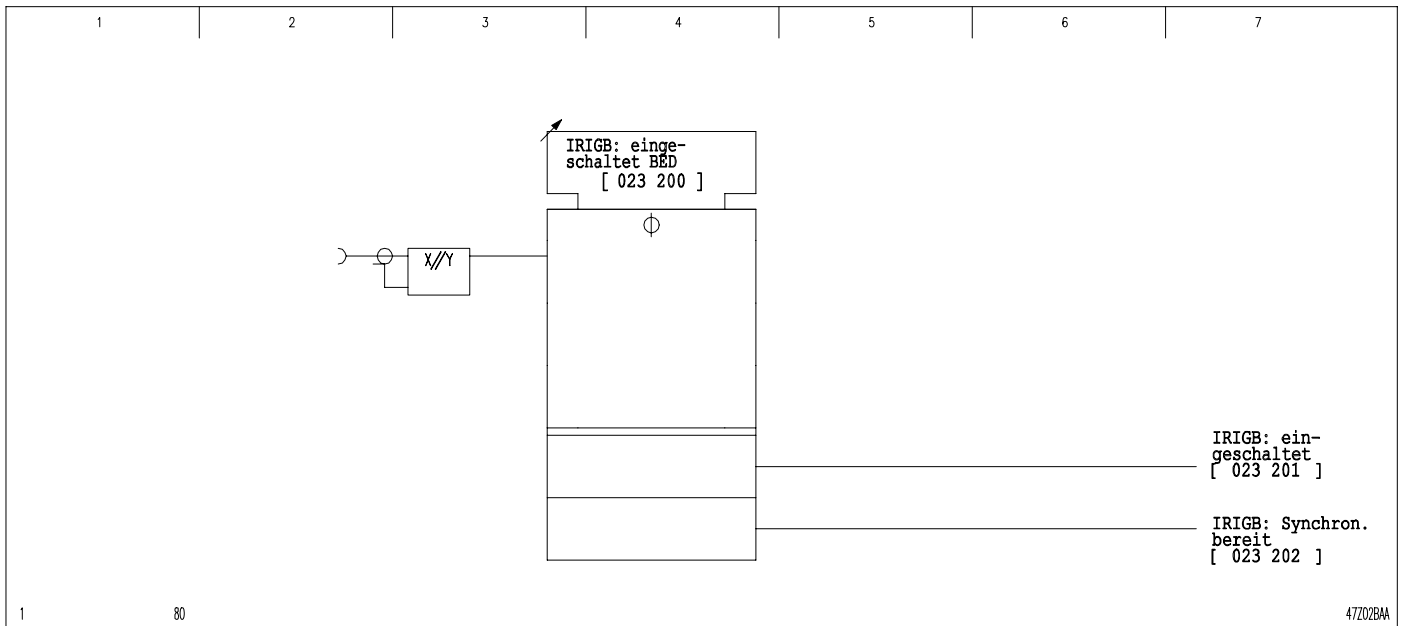 1 2 3 4 5 6 7
IRIGB: einge-
schaltet BED
[ 023 200 ]
X//Y
IRIGB: ein-
geschaltet
[ 023 201 ]
IRIGB: Synchron.
bereit
[ 023 202 ]
1 80 47Z02BAA